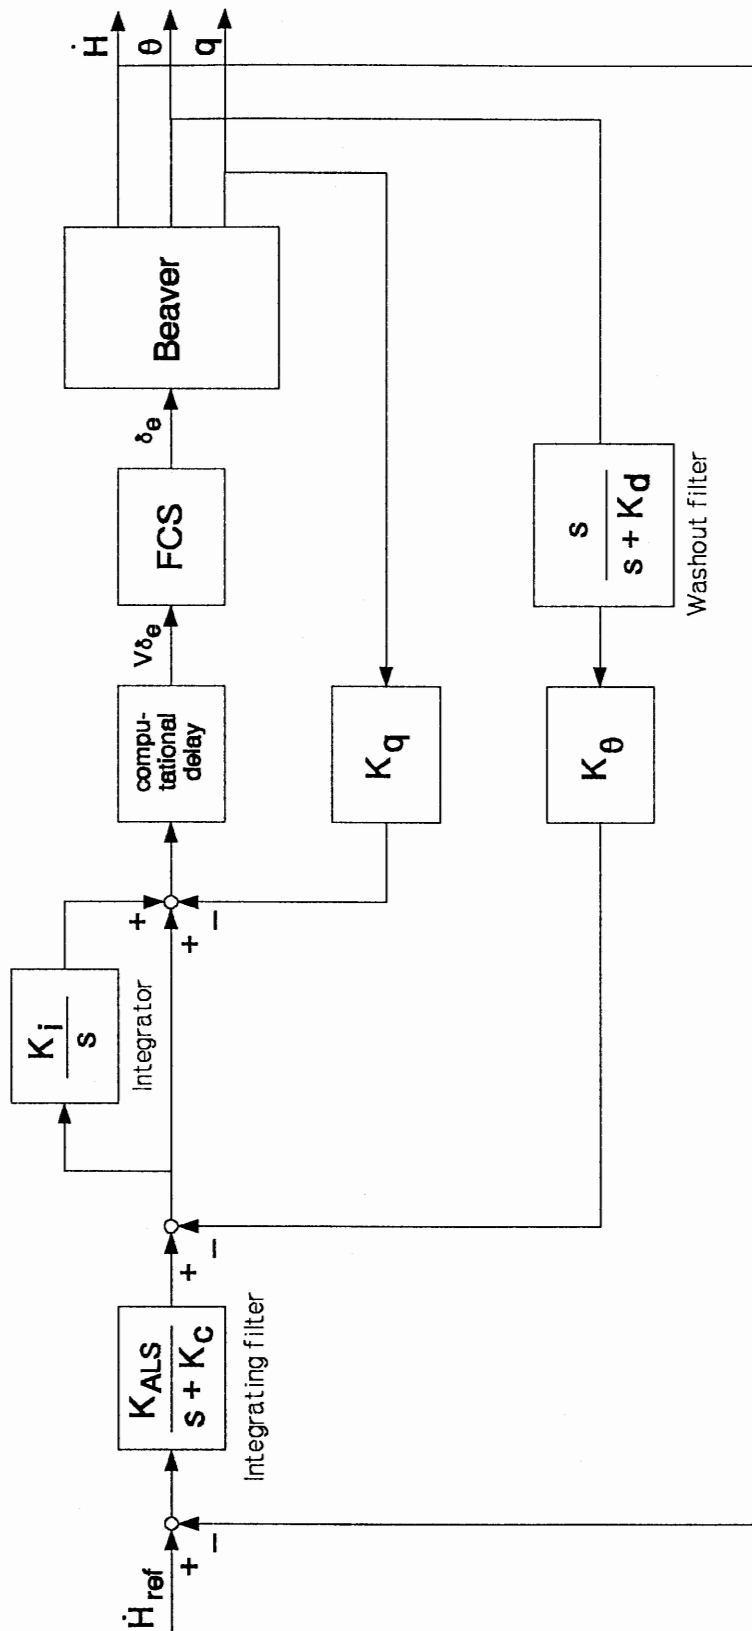 Ḣref
+
−
KALS
s + Kc
Integrating filter
+
−
Ki
s
Integrator
+
+
−
compu-
tational
delay
Vδe
FCS
δe
Beaver
Ḣ
θ
q
Kq
Kθ
s
s + Kd
Washout filter